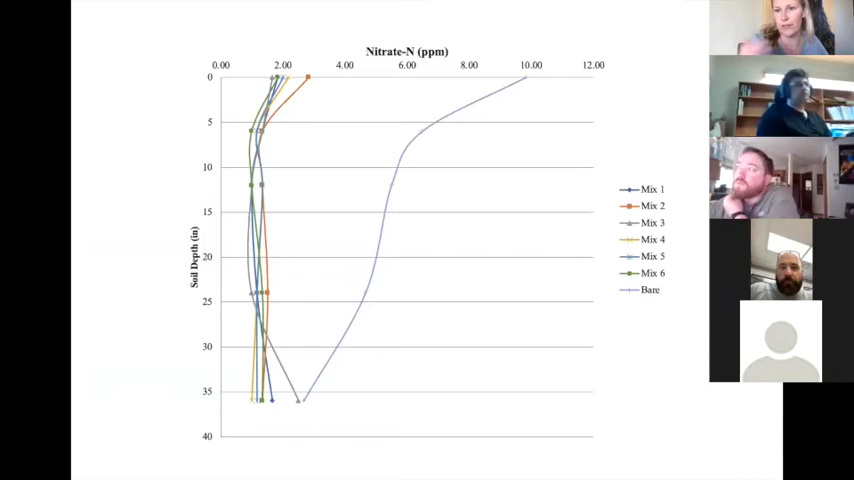 Nitrate-N (ppm)
0.00 2.00 4.00 6.00 8.00 10.00 12.00
0
5
10
15
20
25
30
35
40
Soil Depth (in)
Mix 1
Mix 2
Mix 3
Mix 4
Mix 5
Mix 6
Bare